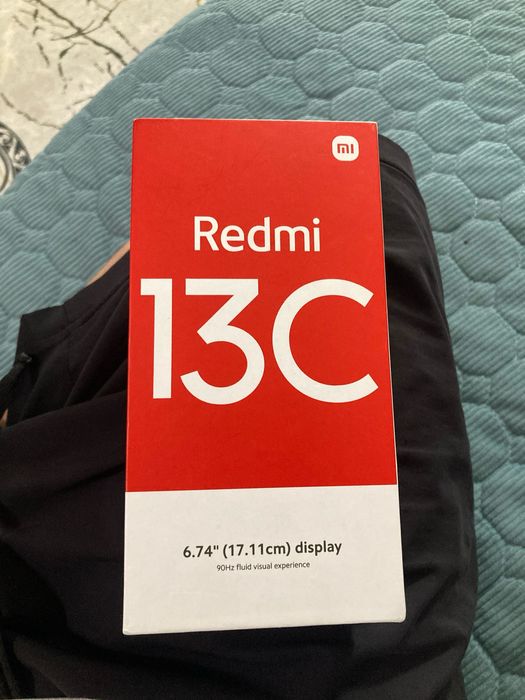 mi
Redmi
13C
6.74" (17.11cm) display
90Hz fluid visual experience